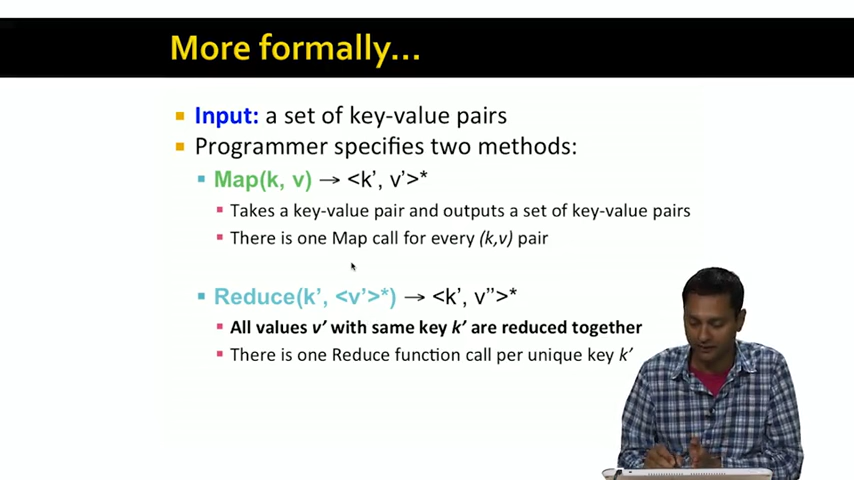 More formally...
Input: a set of key-value pairs
Programmer specifies two methods:
Map(k, v) → <k’, v’>*
Takes a key-value pair and outputs a set of key-value pairs
There is one Map call for every (k,v) pair
Reduce(k’, <v’>*) → <k’, v’’>*
All values v’ with same key k’ are reduced together
There is one Reduce function call per unique key k’